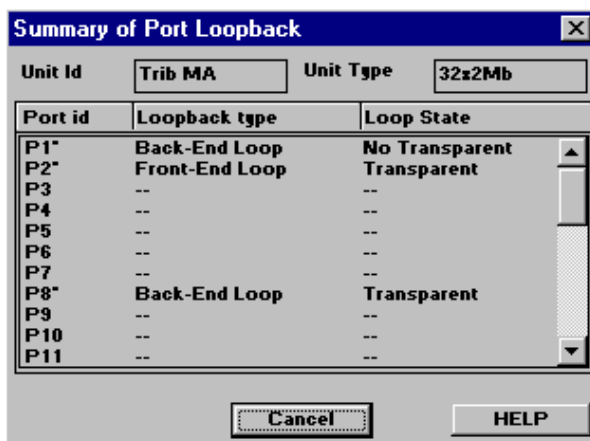 Summary of Port Loopback
Unit Id Trib MA Unit Type 32x2Mb
Port id Loopback type Loop State
P1" Back-End Loop No Transparent
P2" Front-End Loop Transparent
P3 -- --
P4 -- --
P5 -- --
P6 -- --
P7 -- --
P8" Back-End Loop Transparent
P9 -- --
P10 -- --
P11 -- --
Cancel HELP